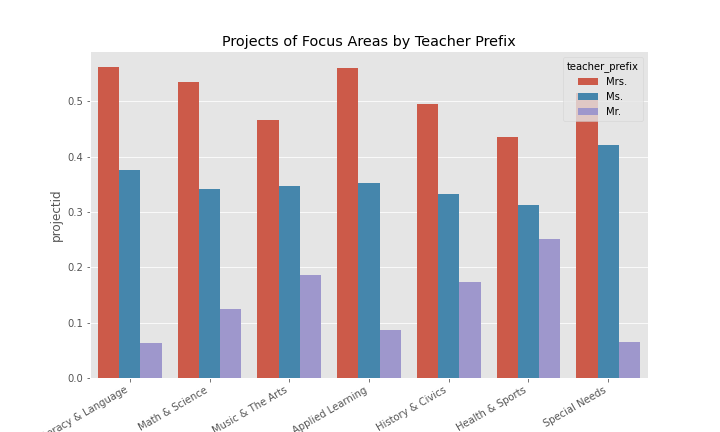 Projects of Focus Areas by Teacher Prefix
teacher_prefix
Mrs.
Ms.
Mr.
projectid
0.5
0.4
0.3
0.2
0.1
0.0
& Language
Math & Science
Music & The Arts
Applied Learning
History & Civics
Health & Sports
Special Needs